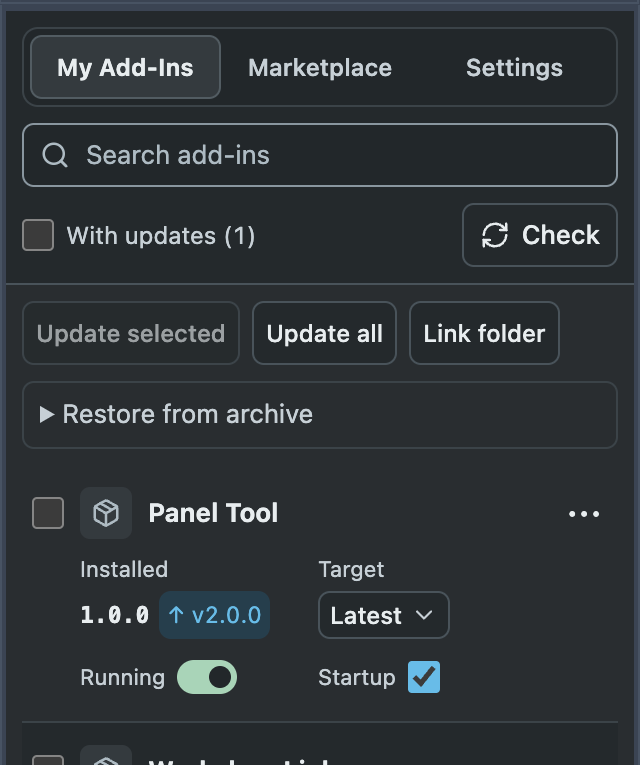 My Add-Ins Marketplace Settings
Search add-ins
With updates (1) Check
Update selected Update all Link folder
Restore from archive
Panel Tool
Installed Target
1.0.0 ↑ v2.0.0 Latest
Running Startup